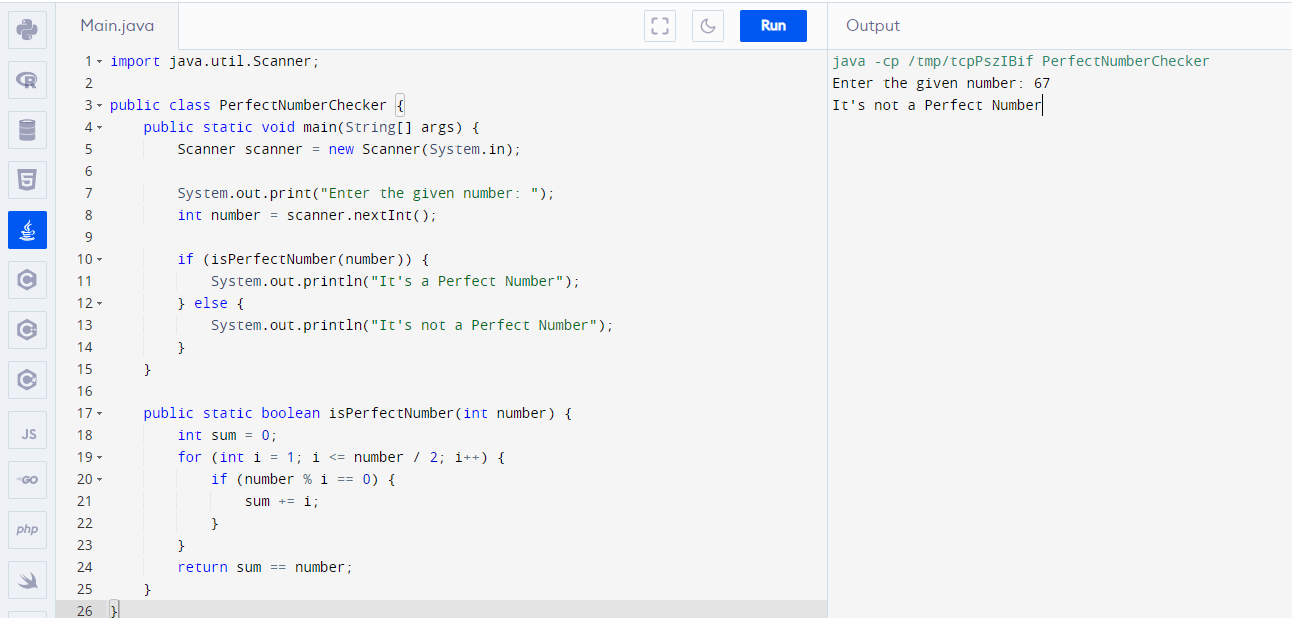 Main.java
Run
Output
1 import java.util.Scanner;
2
3 public class PerfectNumberChecker {
4     public static void main(String[] args) {
5         Scanner scanner = new Scanner(System.in);
6
7         System.out.print("Enter the given number: ");
8         int number = scanner.nextInt();
9
10         if (isPerfectNumber(number)) {
11             System.out.println("It's a Perfect Number");
12         } else {
13             System.out.println("It's not a Perfect Number");
14         }
15     }
16
17     public static boolean isPerfectNumber(int number) {
18         int sum = 0;
19         for (int i = 1; i <= number / 2; i++) {
20             if (number % i == 0) {
21                 sum += i;
22             }
23         }
24         return sum == number;
25     }
26 }
java -cp /tmp/tcpPszIBif PerfectNumberChecker
Enter the given number: 67
It's not a Perfect Number
R
5
C
C
C
JS
GO
php